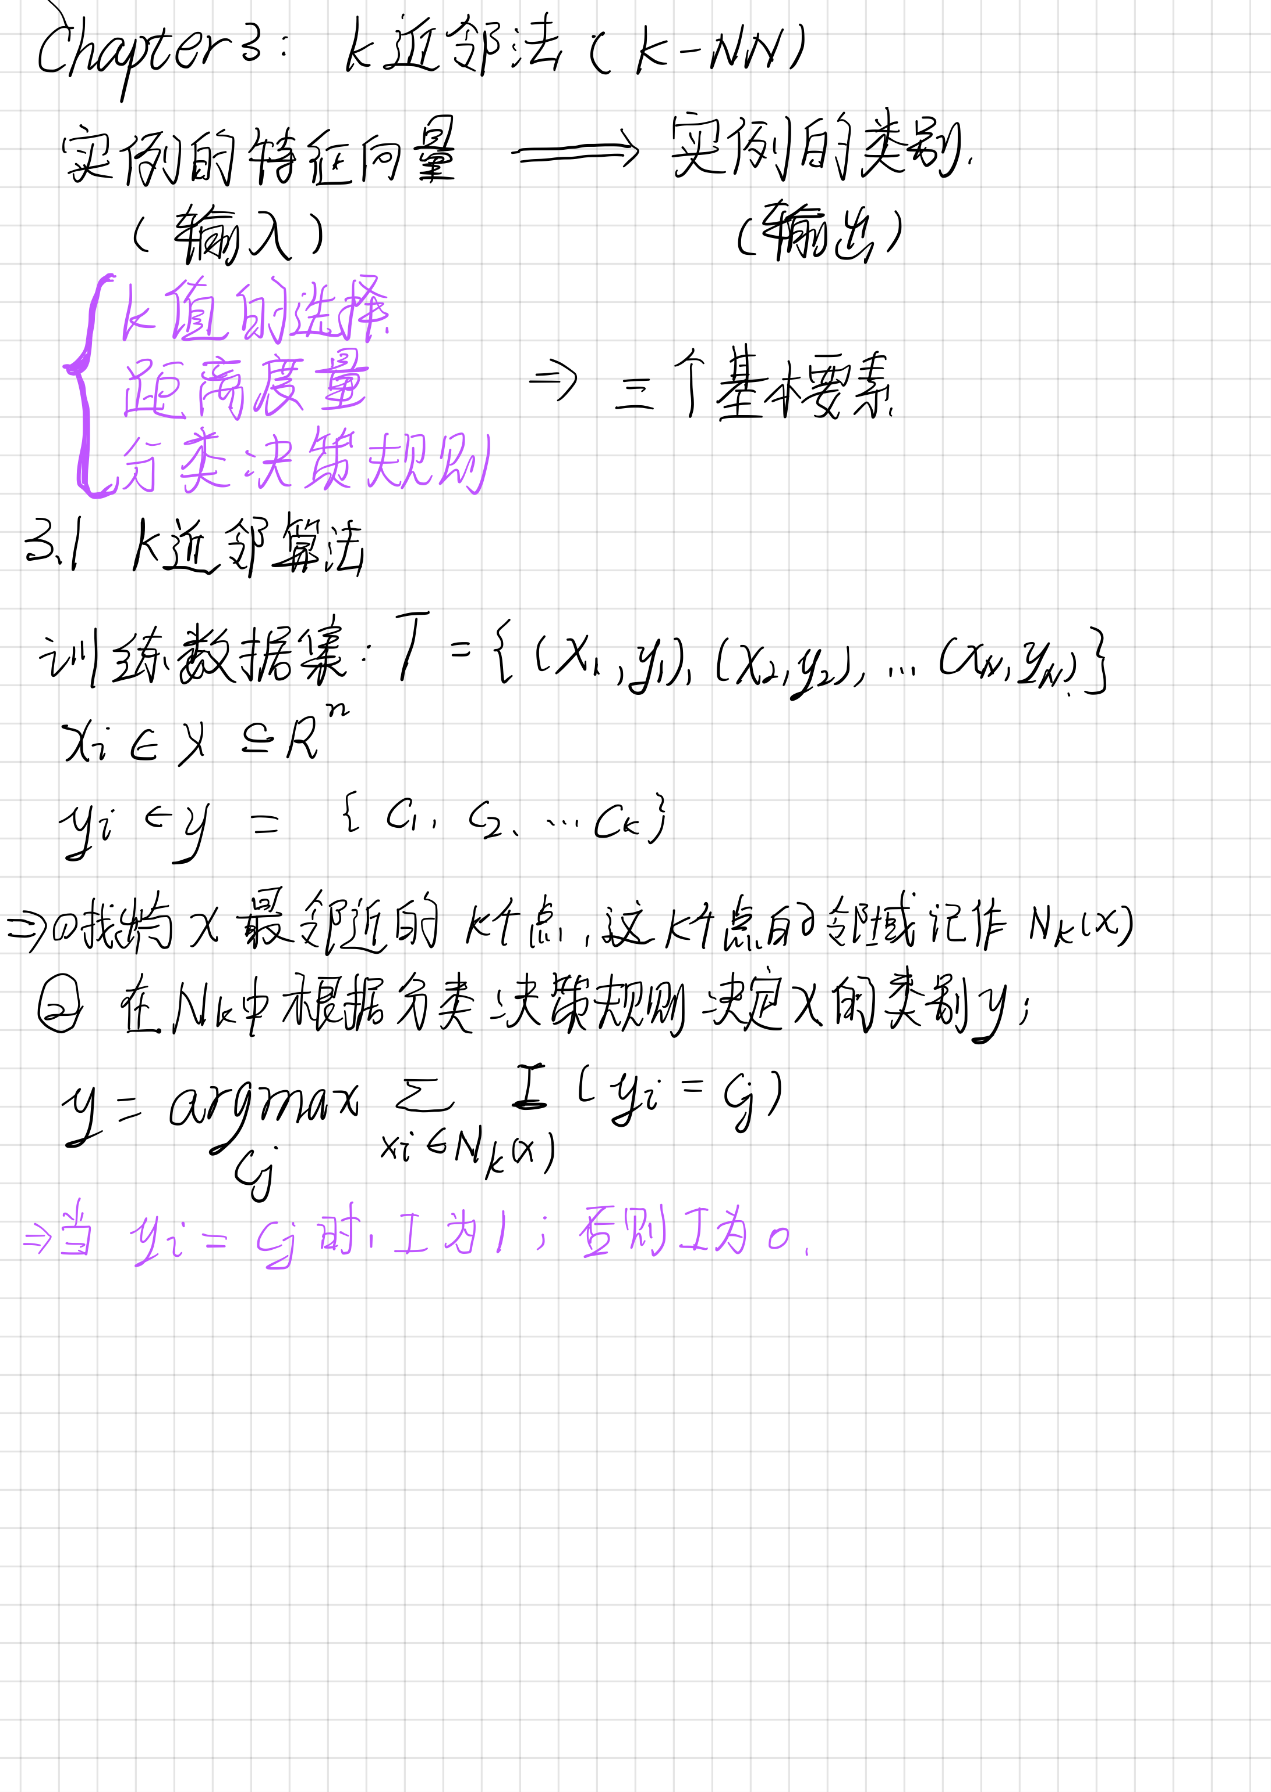 Chapter 3: k近邻法(K-NN)
实例的特征向量 ⟹ 实例的类别.
(输入) (输出)
k值的选择
距离度量 ⇒ 三个基本要素.
分类决策规则
3.1 K近邻算法
训练数据集: T = {(x₁,y₁), (x₂,y₂), ... (x_N,y_N)}
xi ∈ X ⊆ Rⁿ
yi ∈ y = {C₁, C₂, ... Ck}
⇒①找出与x最邻近的k个点,这k个点的邻域记作 Nk(x)
② 在Nk中根据分类决策规则决定x的类别y;
y = argmax Σ I (yi = Cj)
Cj xi∈Nk(x)
⇒当 yi = Cj 时, I为1; 否则I为0.